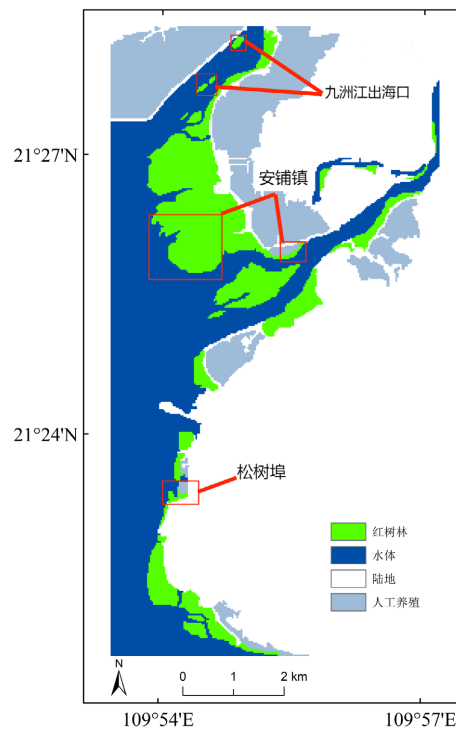 九洲江出海口
21°27'N
安铺镇
21°24'N
松树埠
红树林
水体
陆地
人工养殖
N
0 1 2 km
109°54'E 109°57'E